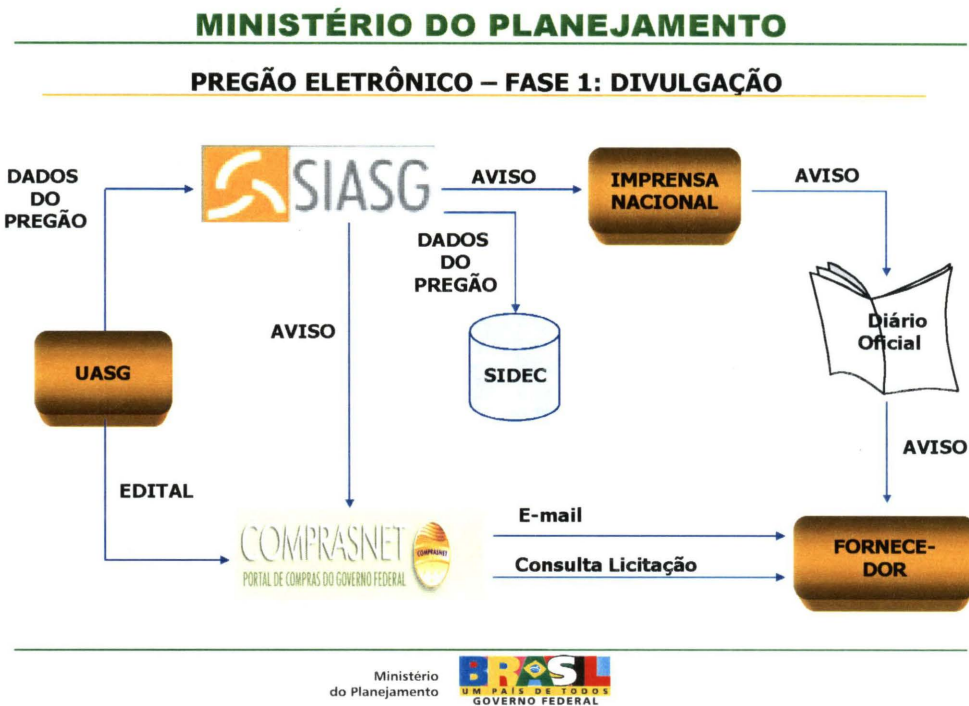 MINISTÉRIO DO PLANEJAMENTO
PREGÃO ELETRÔNICO – FASE 1: DIVULGAÇÃO
DADOS
DO
PREGÃO
SIASG
AVISO
IMPRENSA
NACIONAL
AVISO
DADOS
DO
PREGÃO
AVISO
SIDEC
Diário
Oficial
UASG
AVISO
EDITAL
COMPRASNET
COMPRASNET
PORTAL DE COMPRAS DO GOVERNO FEDERAL
E-mail
Consulta Licitação
FORNECE-
DOR
Ministério
do Planejamento
BRASIL
UM PAÍS DE TODOS
GOVERNO FEDERAL